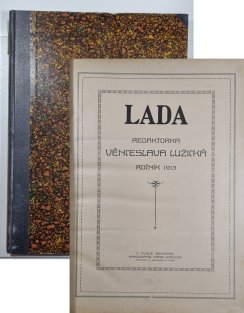 LADA
REDAKTORKA
VĚNCESLAVA LUŽICKÁ
ROČNÍK 1913